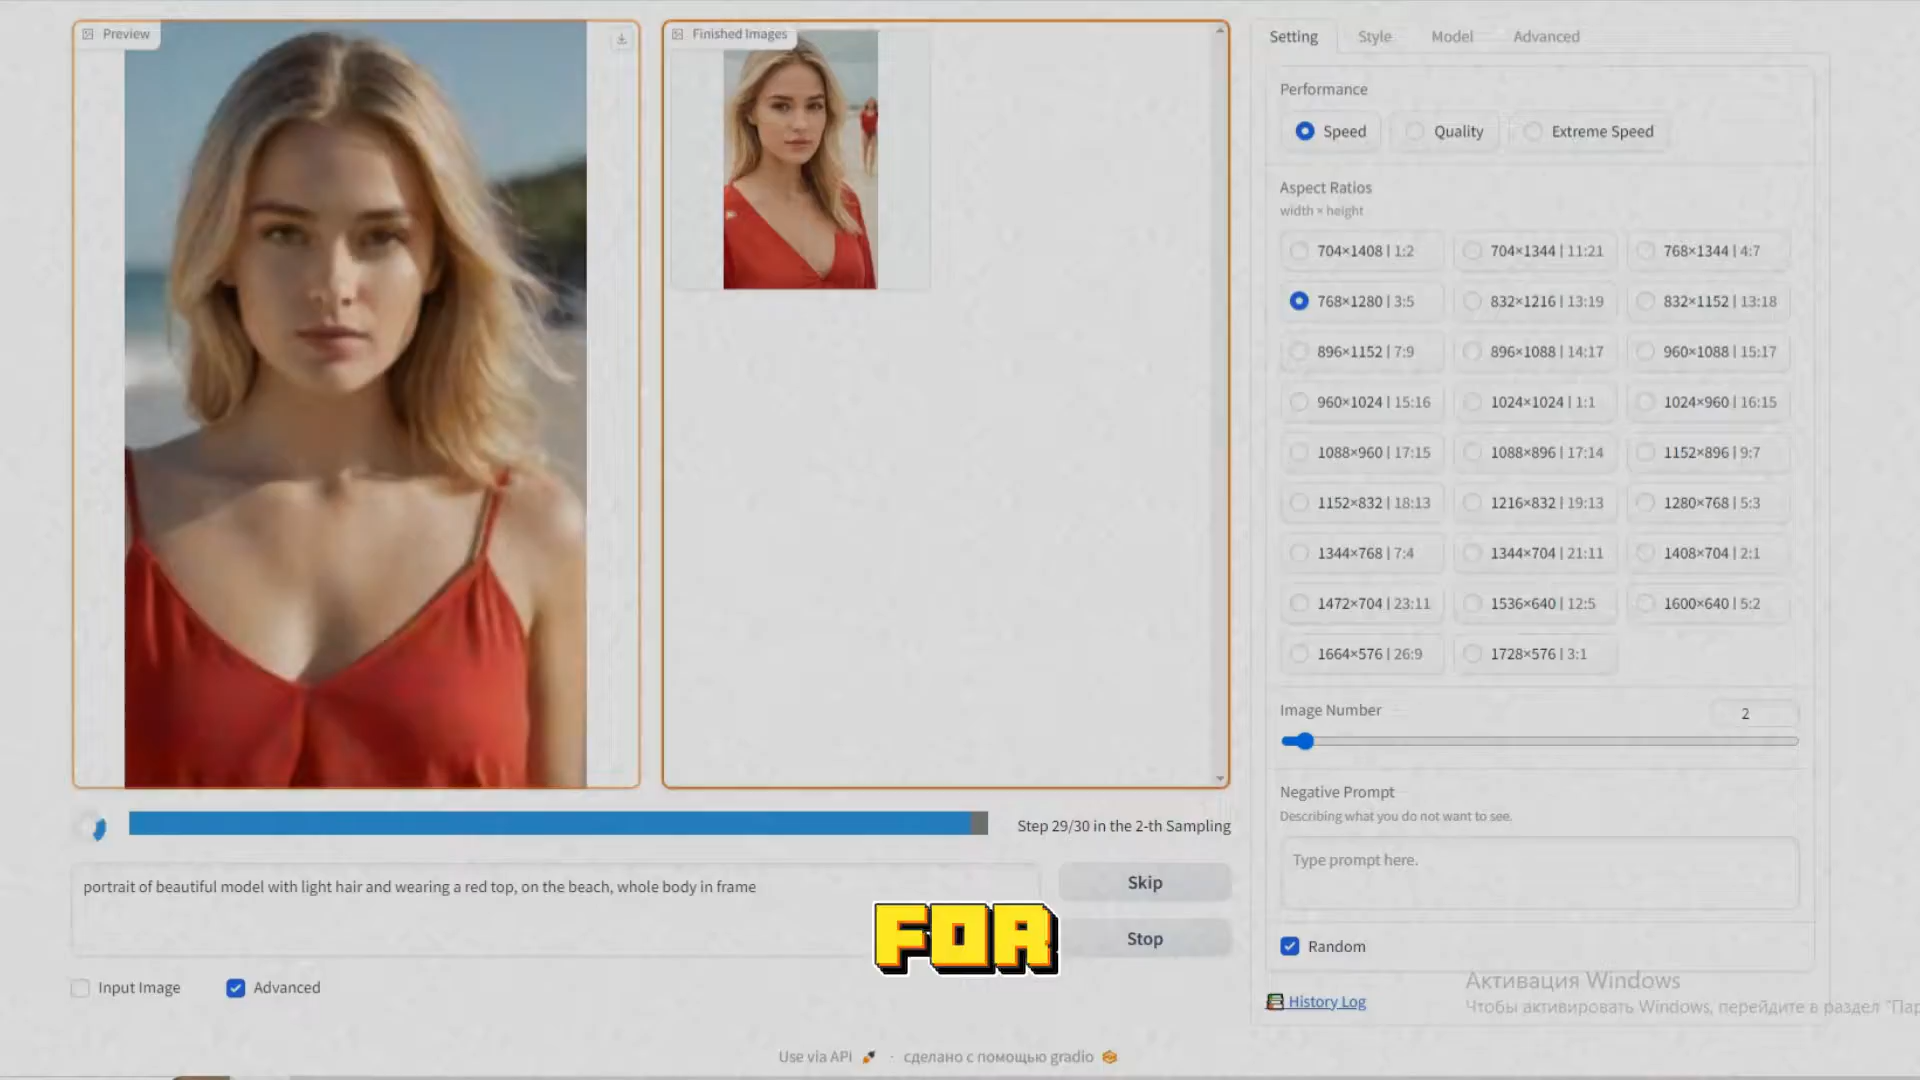 Preview
Finished Images
Setting
Style
Model
Advanced
Performance
Speed
Quality
Extreme Speed
Aspect Ratios
width × height
704×1408 | 1:2
704×1344 | 11:21
768×1344 | 4:7
768×1280 | 3:5
832×1216 | 13:19
832×1152 | 13:18
896×1152 | 7:9
896×1088 | 14:17
960×1088 | 15:17
960×1024 | 15:16
1024×1024 | 1:1
1024×960 | 16:15
1088×960 | 17:15
1088×896 | 17:14
1152×896 | 9:7
1152×832 | 18:13
1216×832 | 19:13
1280×768 | 5:3
1344×768 | 7:4
1344×704 | 21:11
1408×704 | 2:1
1472×704 | 23:11
1536×640 | 12:5
1600×640 | 5:2
1664×576 | 26:9
1728×576 | 3:1
Image Number
2
Negative Prompt
Describing what you do not want to see.
Type prompt here.
Random
History Log
Step 29/30 in the 2-th Sampling
portrait of beautiful model with light hair and wearing a red top, on the beach, whole body in frame
Skip
Stop
FOR
Input Image
Advanced
Активация Windows
Чтобы активировать Windows, перейдите в раздел "Пар
Use via API · сделано с помощью gradio